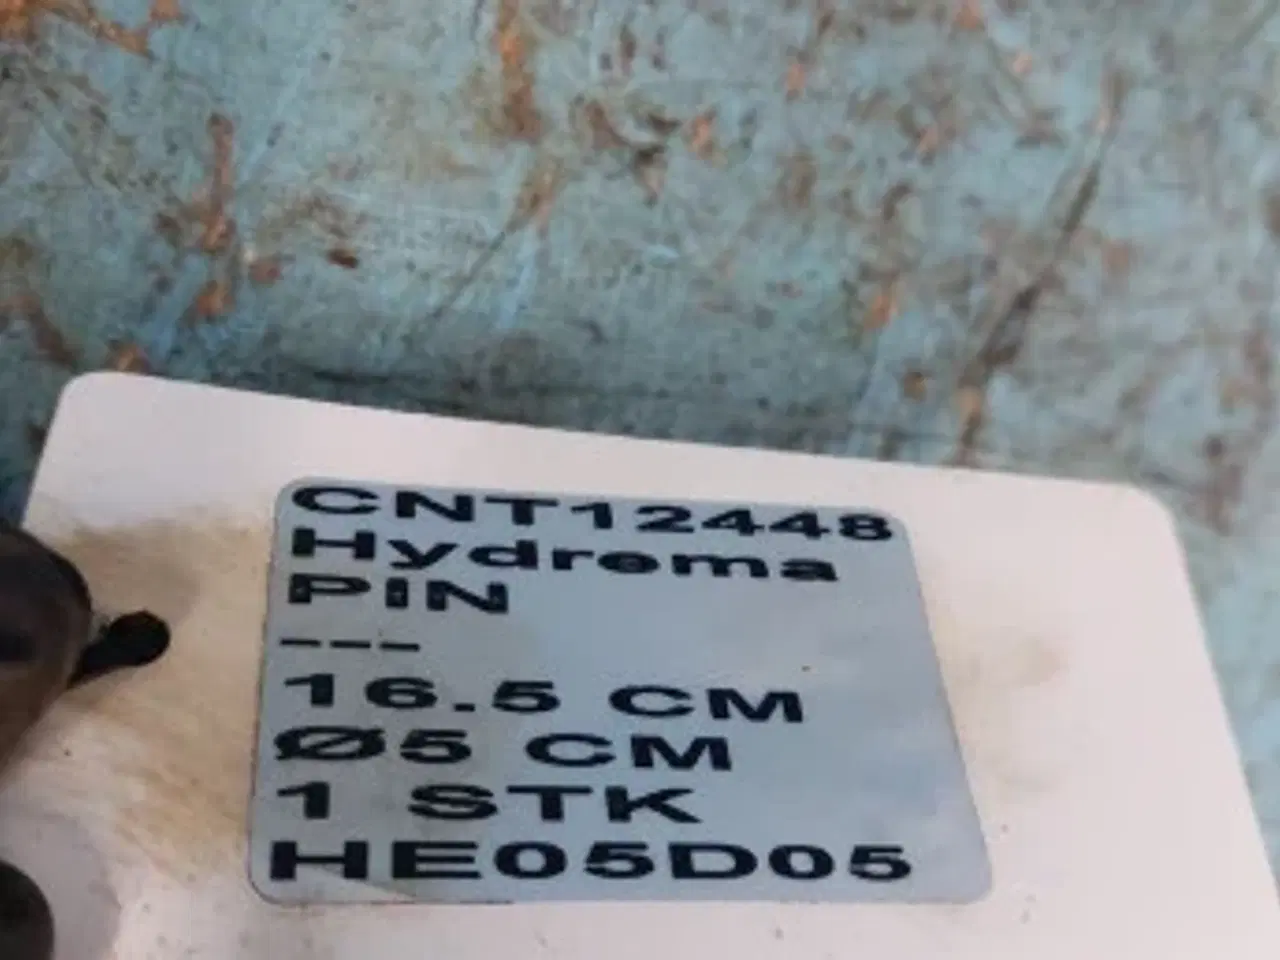 CNT12448
Hydrema
PIN
---
16.5 CM
Ø5 CM
1 STK
HE05D05